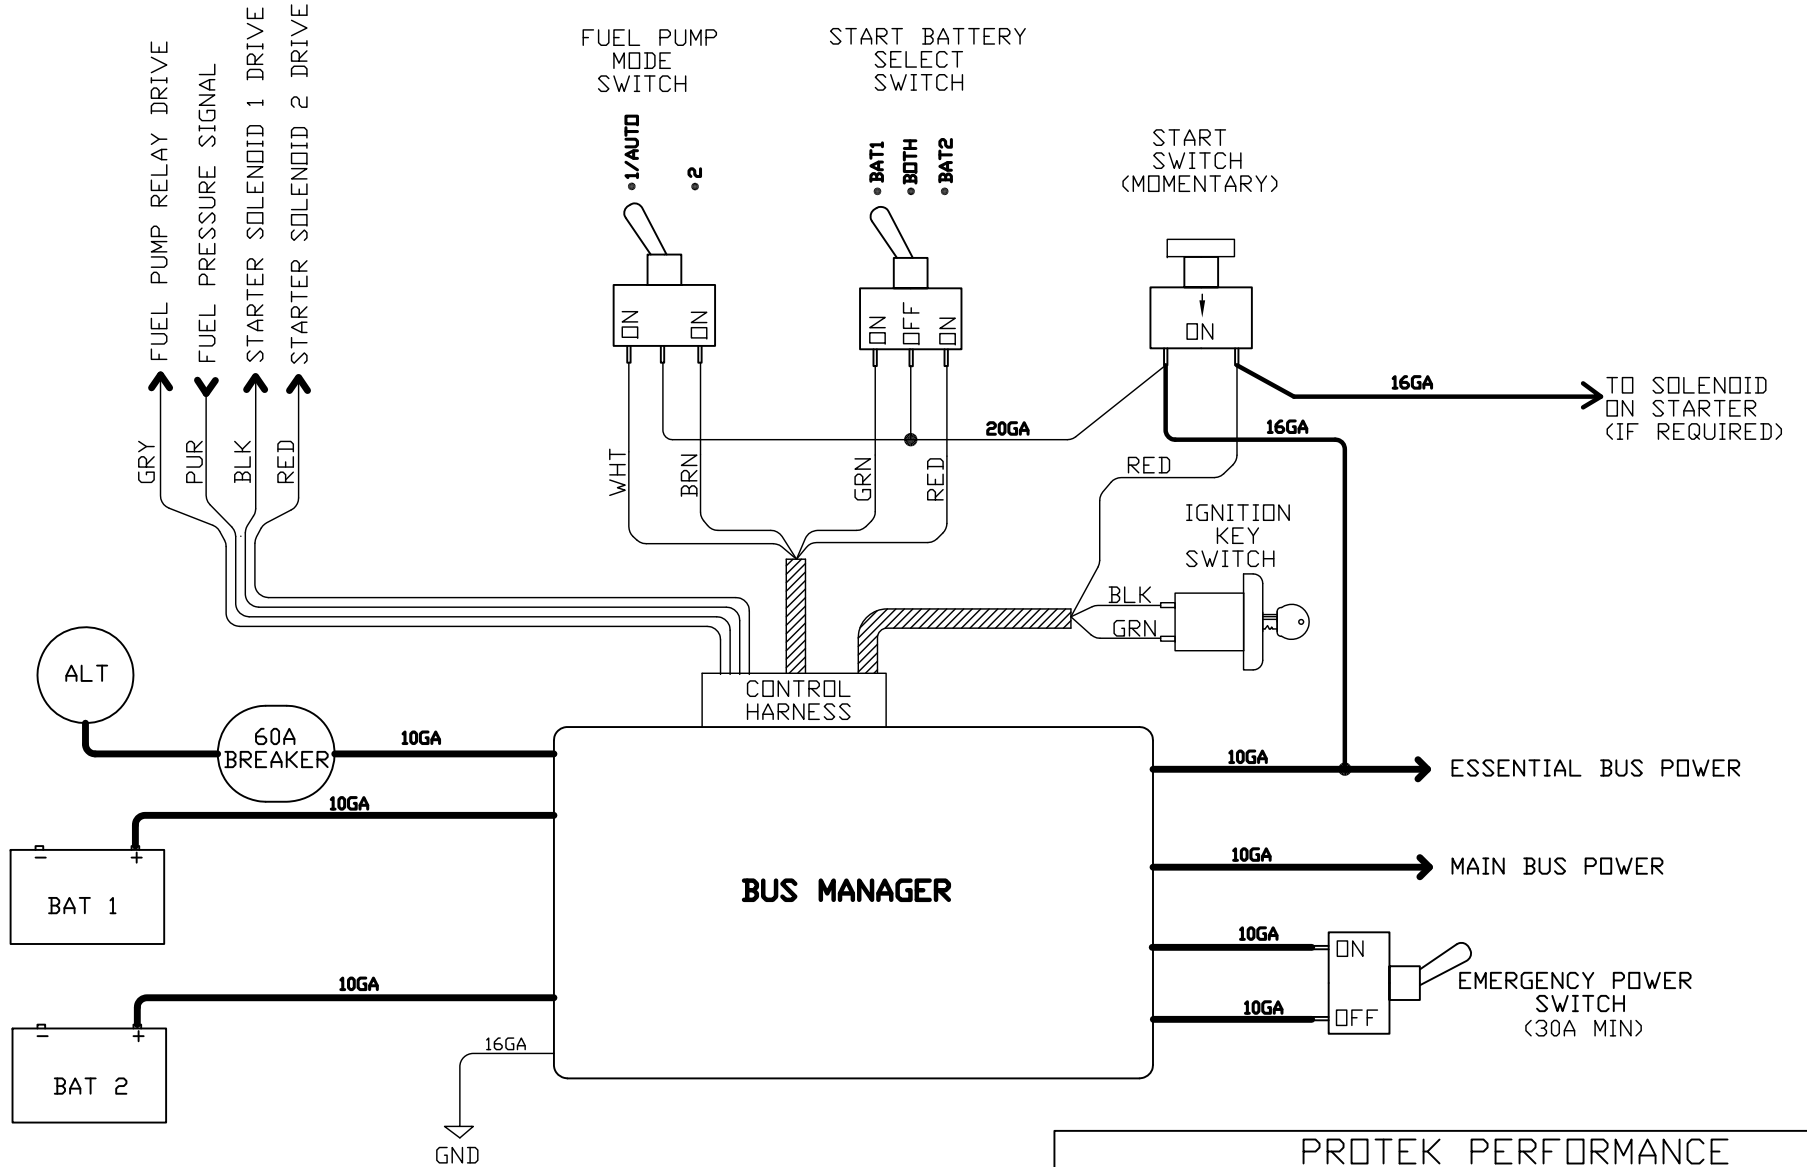 FUEL PUMP RELAY DRIVE
FUEL PRESSURE SIGNAL
STARTER SOLENOID 1 DRIVE
STARTER SOLENOID 2 DRIVE
GRY
PUR
BLK
RED
FUEL PUMP
MODE
SWITCH
1/AUTO
2
ON
ON
START BATTERY
SELECT
SWITCH
BAT1
BOTH
BAT2
ON
OFF
ON
START
SWITCH
(MOMENTARY)
ON
16GA
TO SOLENOID
ON STARTER
(IF REQUIRED)
20GA
16GA
WHT
BRN
GRN
RED
RED
IGNITION
KEY
SWITCH
BLK
GRN
ALT
60A
BREAKER
10GA
CONTROL
HARNESS
10GA
ESSENTIAL BUS POWER
10GA
BAT 1
- +
BUS MANAGER
10GA
MAIN BUS POWER
10GA
ON
10GA
OFF
EMERGENCY POWER
SWITCH
(30A MIN)
10GA
- +
BAT 2
16GA
GND
PROTEK PERFORMANCE